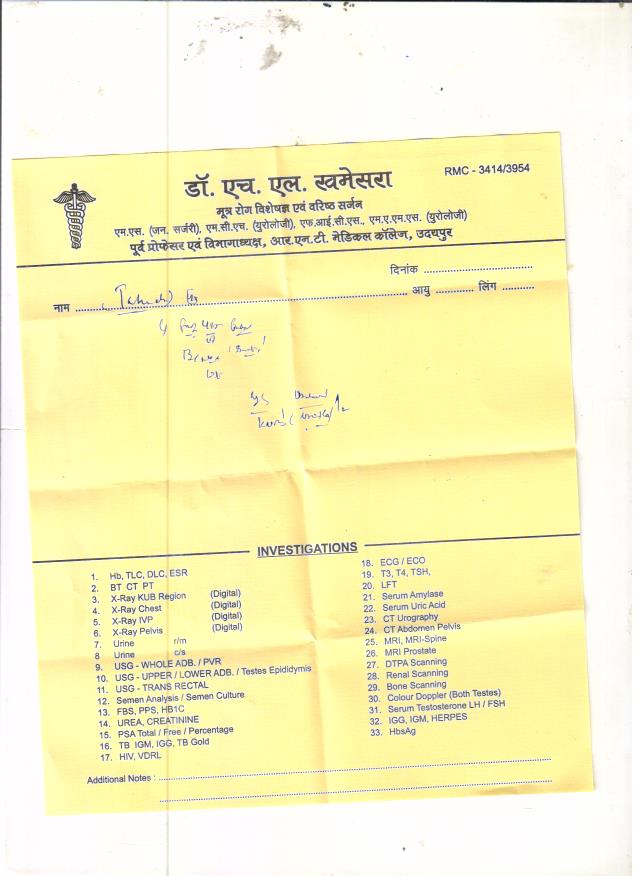 RMC - 3414/3954
डॉ. एच. एल. खमेसरा
मूत्र रोग विशेषज्ञ एवं वरिष्ठ सर्जन
एम.एस. (जन. सर्जरी), एम.सी.एच. (युरोलोजी), एफ.आई.सी.एस., एम.ए.एम.एस. (युरोलोजी)
पूर्व प्रोफेसर एवं विभागाध्यक्ष, आर.एन.टी. मेडिकल कॉलेज, उदयपुर
दिनांक
नाम आयु लिंग
INVESTIGATIONS
1. Hb, TLC, DLC, ESR
2. BT CT PT
3. X-Ray KUB Region (Digital)
4. X-Ray Chest (Digital)
5. X-Ray IVP (Digital)
6. X-Ray Pelvis (Digital)
7. Urine r/m
8 Urine c/s
9. USG - WHOLE ADB. / PVR
10. USG - UPPER / LOWER ADB. / Testes Epididymis
11. USG - TRANS RECTAL
12. Semen Analysis / Semen Culture
13. FBS, PPS, HB1C
14. UREA, CREATININE
15. PSA Total / Free / Percentage
16. TB IGM, IGG, TB Gold
17. HIV, VDRL
18. ECG / ECO
19. T3, T4, TSH,
20. LFT
21. Serum Amylase
22. Serum Uric Acid
23. CT Urography
24. CT Abdomen Pelvis
25. MRI, MRI-Spine
26. MRI Prostate
27. DTPA Scanning
28. Renal Scanning
29. Bone Scanning
30. Colour Doppler (Both Testes)
31. Serum Testosterone LH / FSH
32. IGG, IGM, HERPES
33. HbsAg
Additional Notes :